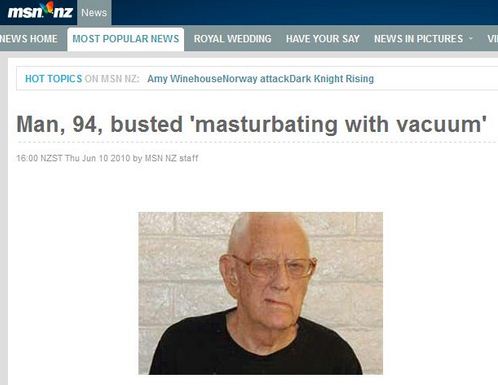 msn nz News
NEWS HOME MOST POPULAR NEWS ROYAL WEDDING HAVE YOUR SAY NEWS IN PICTURES VI
HOT TOPICS ON MSN NZ: Amy WinehouseNorway attackDark Knight Rising
Man, 94, busted 'masturbating with vacuum'
16:00 NZST Thu Jun 10 2010 by MSN NZ staff